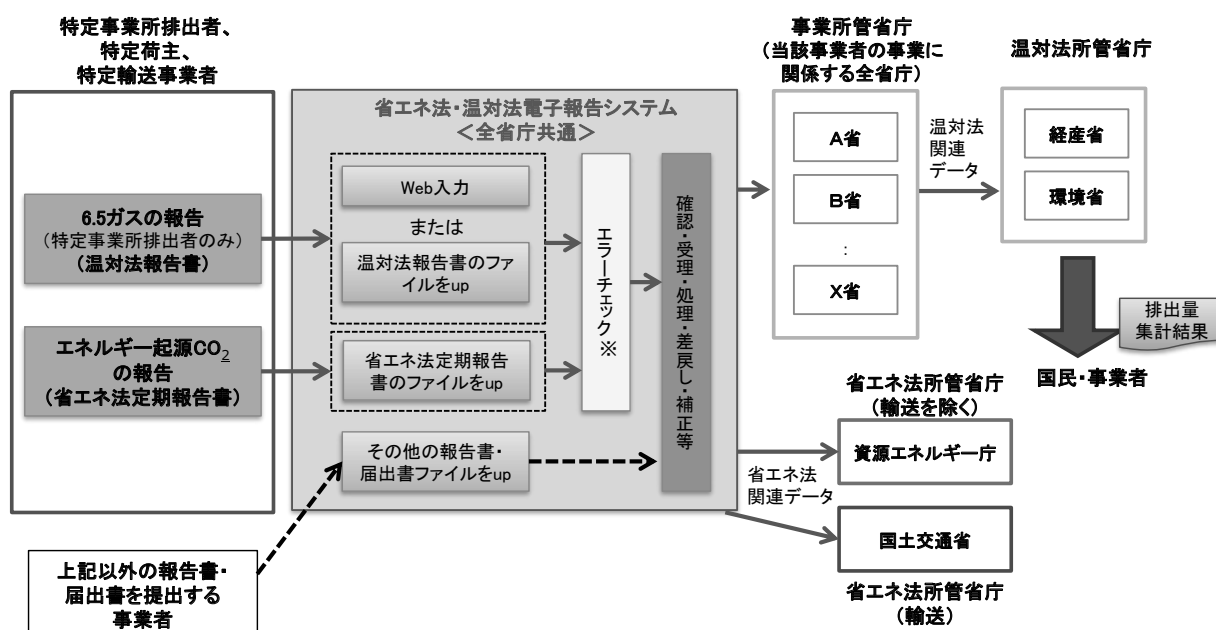 特定事業所排出者、
特定荷主、
特定輸送事業者
6.5ガスの報告
(特定事業所排出者のみ)
(温対法報告書)
エネルギー起源CO2
の報告
(省エネ法定期報告書)
上記以外の報告書・
届出書を提出する
事業者
省エネ法・温対法電子報告システム
＜全省庁共通＞
Web入力
または
温対法報告書のファ
イルをup
省エネ法定期報告
書のファイルをup
その他の報告書・
届出書ファイルをup
エラーチェック※
確認・受理・処理・差戻し・補正等
事業所管省庁
(当該事業者の事業に
関係する全省庁)
A省
B省
:
X省
温対法
関連
データ
温対法所管省庁
経産省
環境省
排出量
集計結果
国民・事業者
省エネ法所管省庁
(輸送を除く)
資源エネルギー庁
省エネ法
関連データ
国土交通省
省エネ法所管省庁
(輸送)